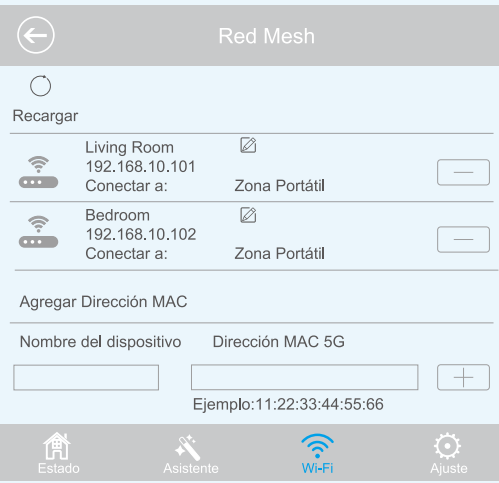 Red Mesh
Recargar
Living Room
192.168.10.101
Conectar a: Zona Portátil
Bedroom
192.168.10.102
Conectar a: Zona Portátil
Agregar Dirección MAC
Nombre del dispositivo Dirección MAC 5G
Ejemplo:11:22:33:44:55:66
Estado Asistente Wi-Fi Ajuste